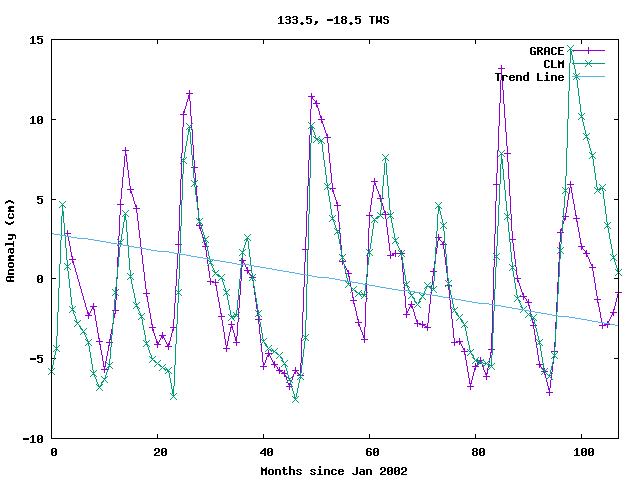 133.5, -18.5 TWS
GRACE
CLM
Trend Line
15
10
5
0
-5
-10
Anomaly (cm)
0 20 40 60 80 100
Months since Jan 2002